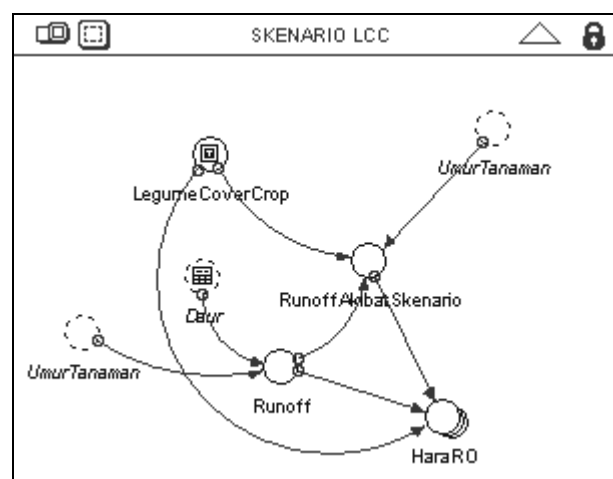 SKENARIO LCC
UmurTanaman
LegumeCoverCrop
RunoffAkibatSkenario
Daur
UmurTanaman
Runoff
HaraRO